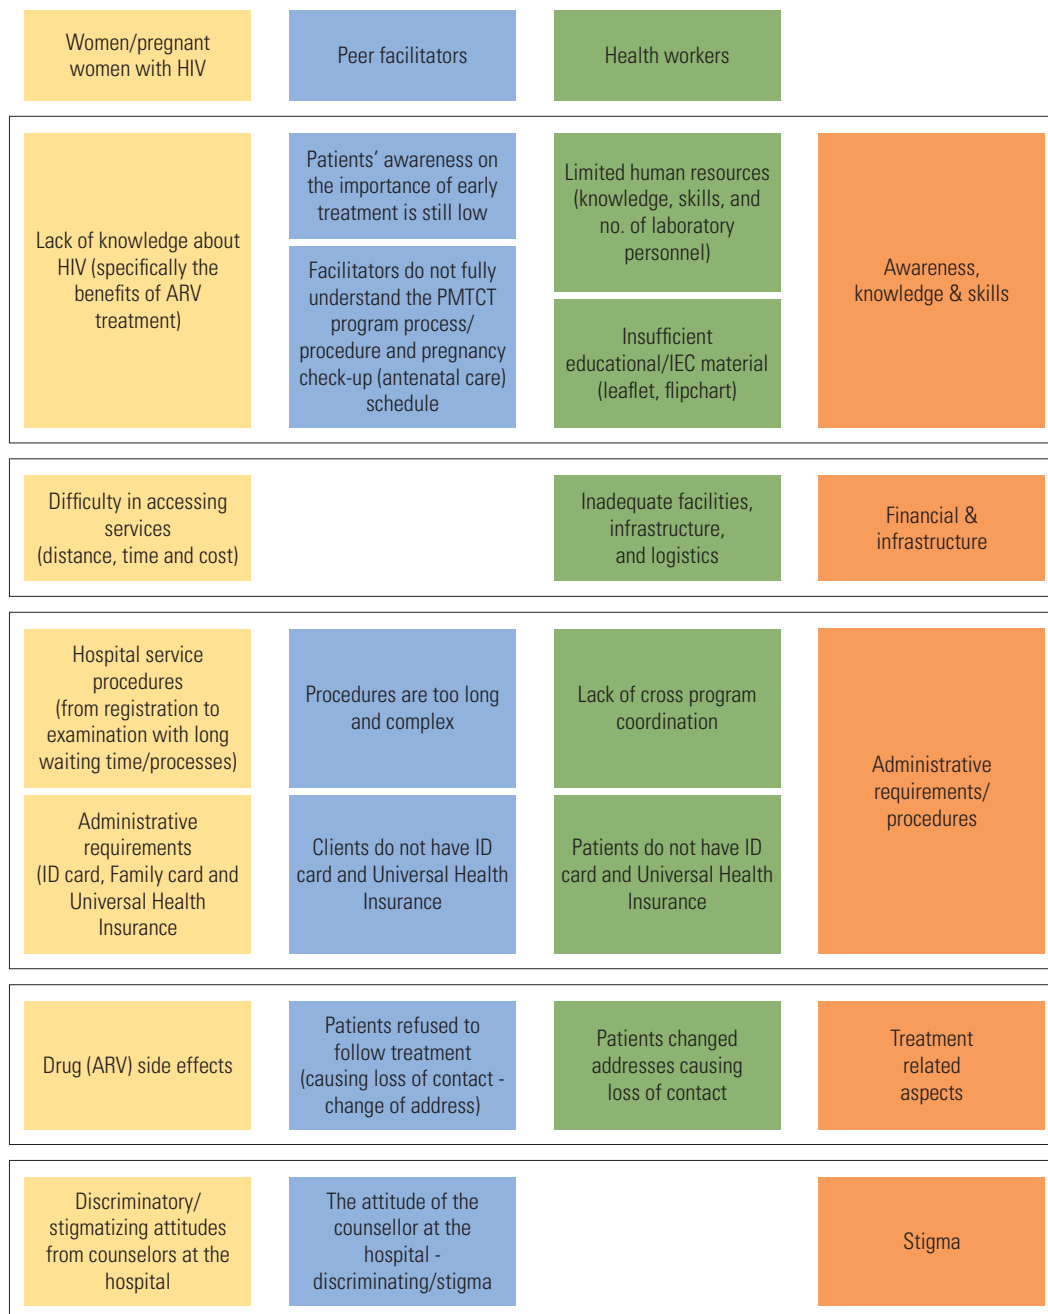 Women/pregnant
women with HIV
Peer facilitators
Health workers
Lack of knowledge about
HIV (specifically the
benefits of ARV
treatment)
Patients’ awareness on
the importance of early
treatment is still low
Facilitators do not fully
understand the PMTCT
program process/
procedure and pregnancy
check-up (antenatal care)
schedule
Limited human resources
(knowledge, skills, and
no. of laboratory
personnel)
Insufficient
educational/IEC material
(leaflet, flipchart)
Awareness,
knowledge & skills
Difficulty in accessing
services
(distance, time and cost)
Inadequate facilities,
infrastructure,
and logistics
Financial &
infrastructure
Hospital service
procedures
(from registration to
examination with long
waiting time/processes)
Administrative
requirements
(ID card, Family card and
Universal Health
Insurance
Procedures are too long
and complex
Clients do not have ID
card and Universal Health
Insurance
Lack of cross program
coordination
Patients do not have ID
card and Universal Health
Insurance
Administrative
requirements/
procedures
Drug (ARV) side effects
Patients refused to
follow treatment
(causing loss of contact -
change of address)
Patients changed
addresses causing
loss of contact
Treatment
related
aspects
Discriminatory/
stigmatizing attitudes
from counselors at the
hospital
The attitude of the
counsellor at the
hospital -
discriminating/stigma
Stigma